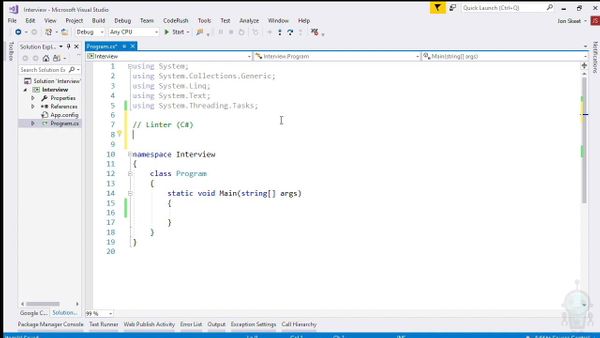 Interview - Microsoft Visual Studio
Quick Launch (Ctrl+Q)
File Edit View Project Build Debug Team Tools Test CodeRush Architecture Analyze Window Help
Jon Skeet
Debug Any CPU Start
Toolbox
Solution Expl...
Program.cs
Notifications
Interview
Interview.Program
Main(string[] args)
Search Solution Ex
Solution 'Interview'
Interview
Properties
References
App.config
Program.cs
1 using System;
2 using System.Collections.Generic;
3 using System.Linq;
4 using System.Text;
5 using System.Threading.Tasks;
6
7 // Linter (C#)
8
9
10 namespace Interview
11 {
12 class Program
13 {
14 static void Main(string[] args)
15 {
16
17 }
18 }
19 }
20
Google C... Solution...
99 %
Package Manager Console Test Runner Web Publish Activity Error List Output Exception Settings Call Hierarchy